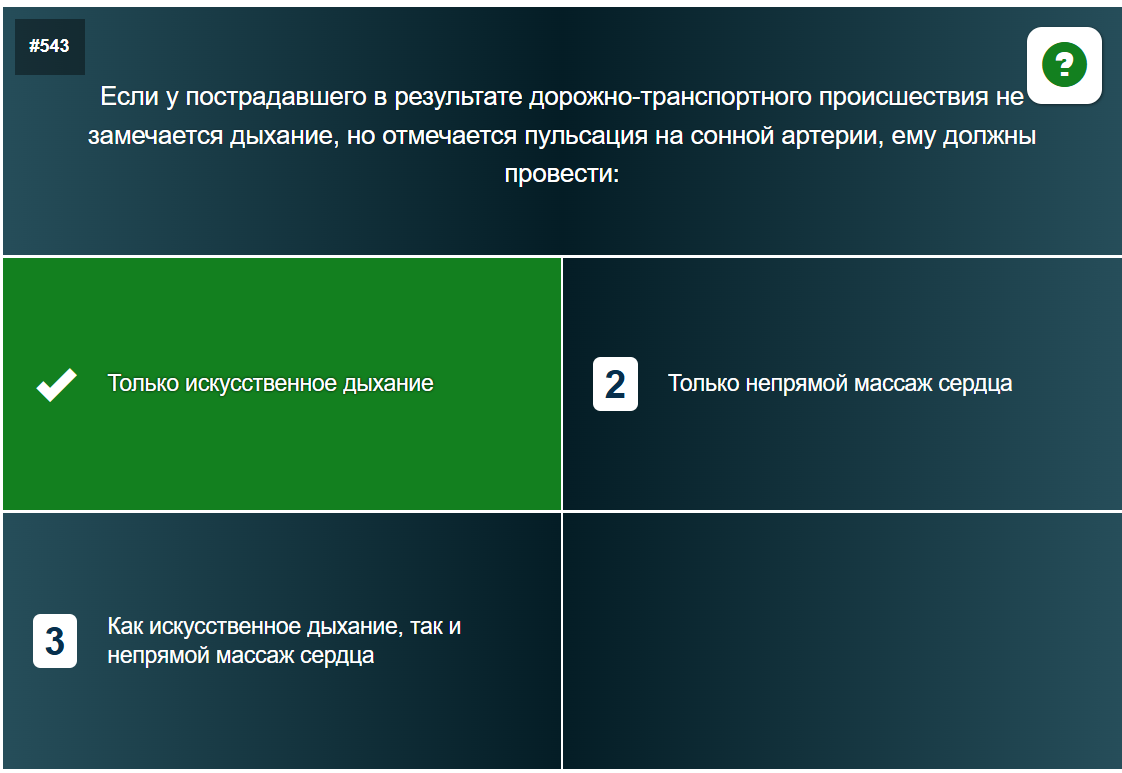 #543
?
Если у пострадавшего в результате дорожно-транспортного происшествия не
замечается дыхание, но отмечается пульсация на сонной артерии, ему должны
провести:
Только искусственное дыхание
2 Только непрямой массаж сердца
3 Как искусственное дыхание, так и
непрямой массаж сердца